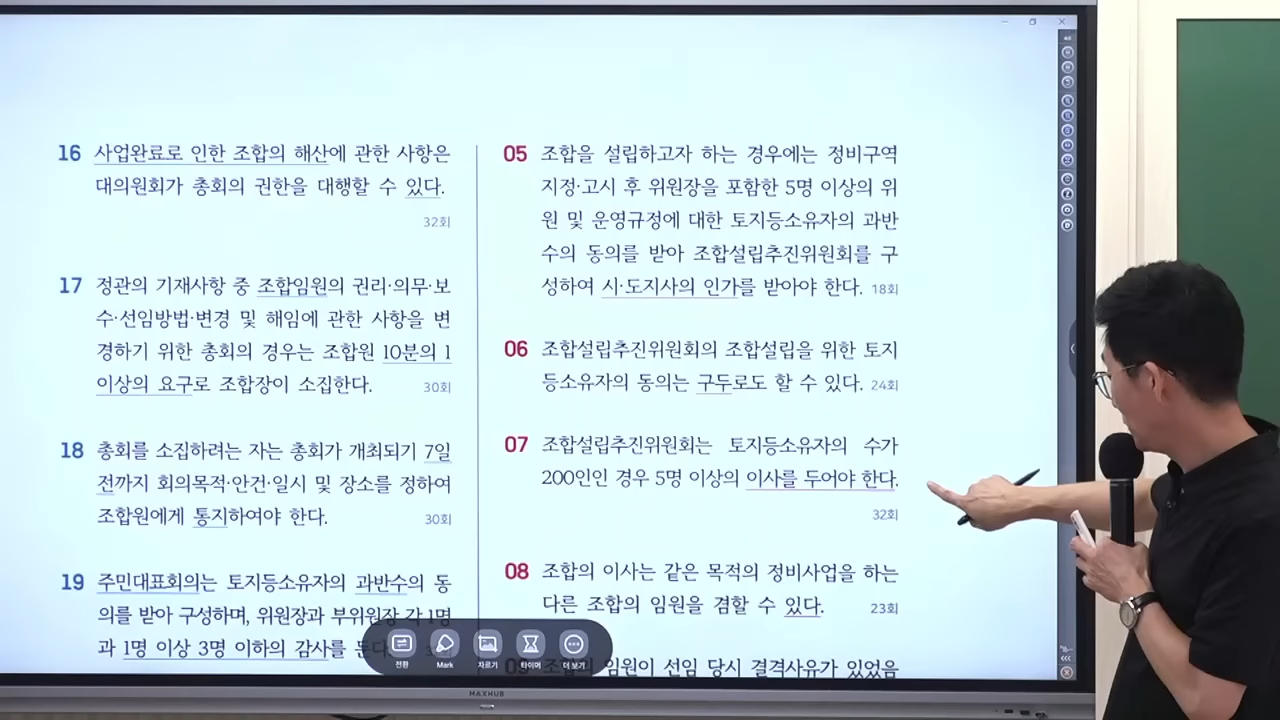 16 사업완료로 인한 조합의 해산에 관한 사항은
대의원회가 총회의 권한을 대행할 수 있다.
32회
17 정관의 기재사항 중 조합임원의 권리·의무·보
수·선임방법·변경 및 해임에 관한 사항을 변
경하기 위한 총회의 경우는 조합원 10분의 1
이상의 요구로 조합장이 소집한다. 30회
18 총회를 소집하려는 자는 총회가 개최되기 7일
전까지 회의목적·안건·일시 및 장소를 정하여
조합원에게 통지하여야 한다. 30회
19 주민대표회의는 토지등소유자의 과반수의 동
의를 받아 구성하며, 위원장과 부위원장 각 1명
과 1명 이상 3명 이하의 감사를 둔다
05 조합을 설립하고자 하는 경우에는 정비구역
지정·고시 후 위원장을 포함한 5명 이상의 위
원 및 운영규정에 대한 토지등소유자의 과반
수의 동의를 받아 조합설립추진위원회를 구
성하여 시·도지사의 인가를 받아야 한다. 18회
06 조합설립추진위원회의 조합설립을 위한 토지
등소유자의 동의는 구두로도 할 수 있다. 24회
07 조합설립추진위원회는 토지등소유자의 수가
200인인 경우 5명 이상의 이사를 두어야 한다.
32회
08 조합의 이사는 같은 목적의 정비사업을 하는
다른 조합의 임원을 겸할 수 있다. 23회
09 조합의 임원이 선임 당시 결격사유가 있었음
전환 Mark 자르기 타이머 더 보기
MAXHUB